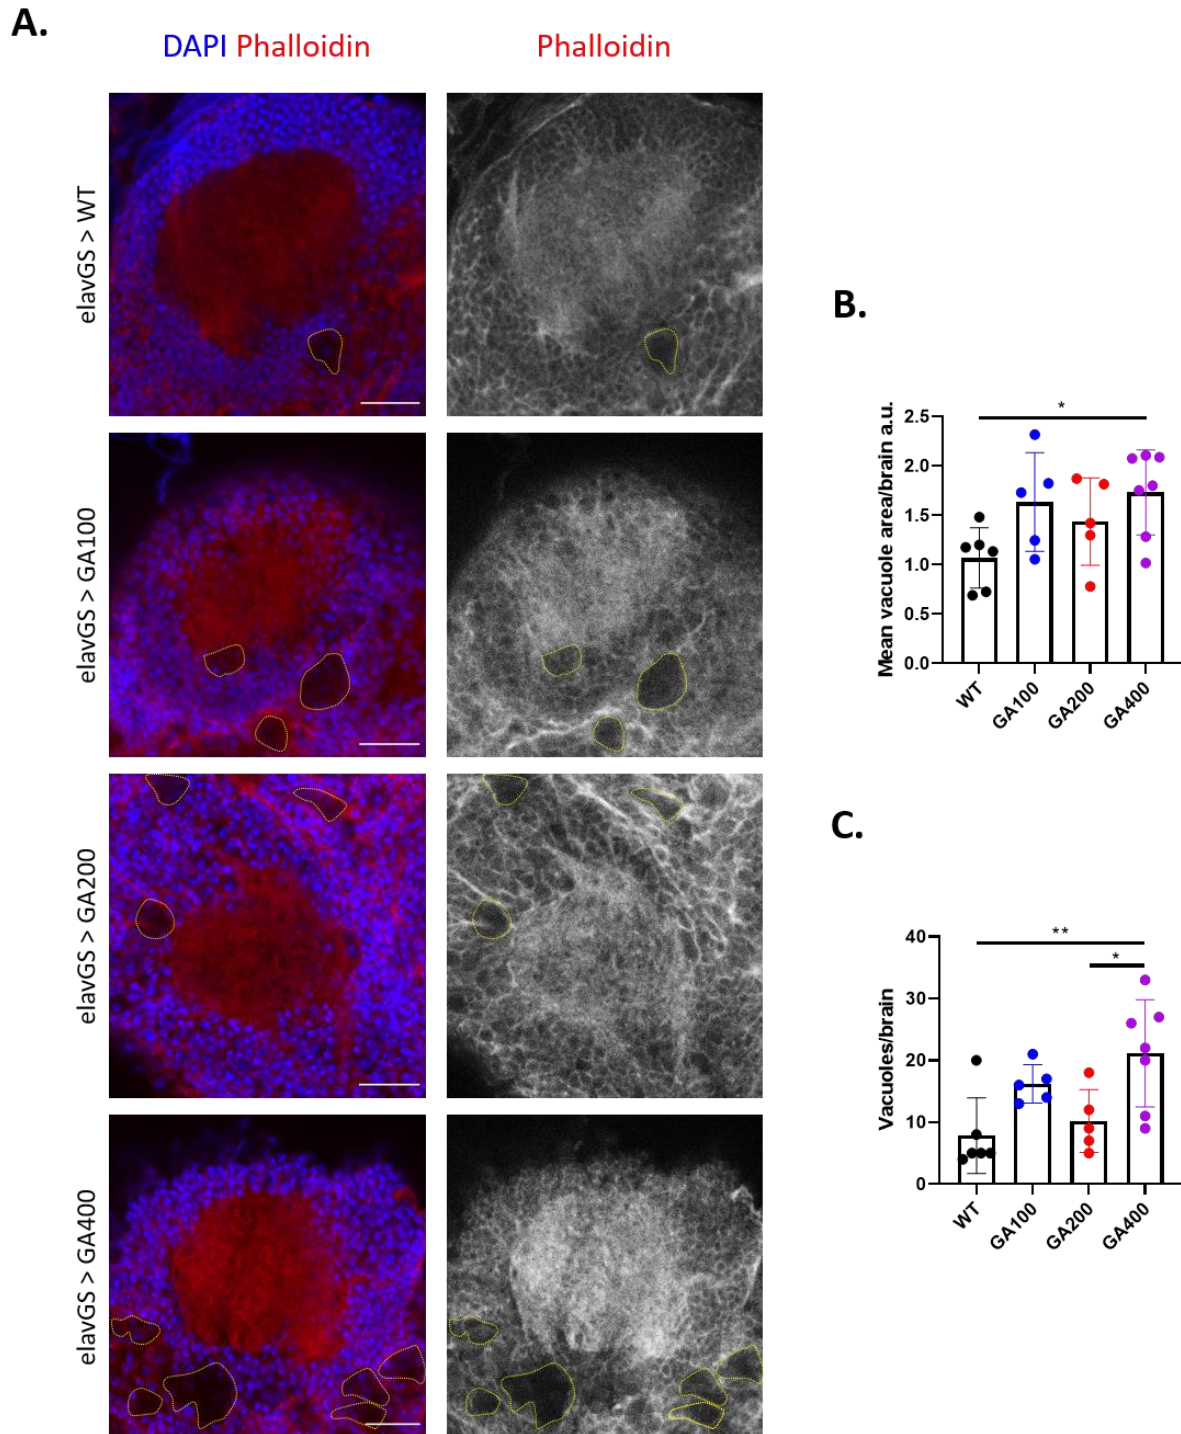 A.
DAPI Phalloidin
Phalloidin
elavGS > WT
elavGS > GA100
elavGS > GA200
elavGS > GA400
B.
Mean vacuole area/brain a.u.
2.5
2.0
1.5
1.0
0.5
0.0
*
WT
GA100
GA200
GA400
C.
Vacuoles/brain
40
30
20
10
0
**
*
WT
GA100
GA200
GA400